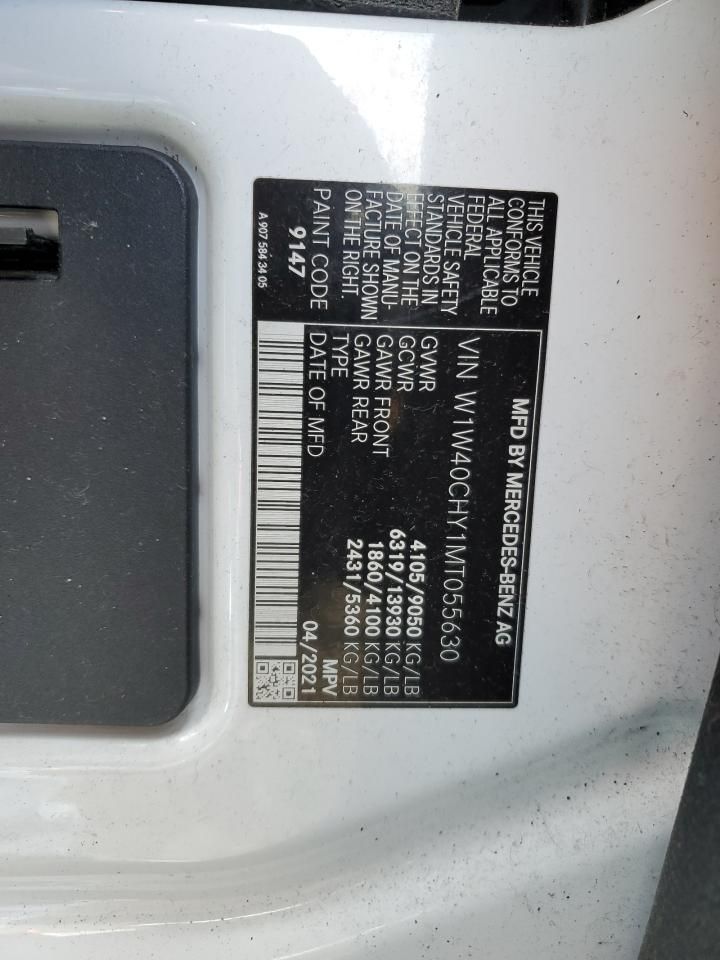 MFD BY MERCEDES-BENZ AG
VIN W1W40CHY1MT055630
GVWR 4105/9050 KG/LB
GCWR 6319/13930 KG/LB
GAWR FRONT 1860/4100 KG/LB
GAWR REAR 2431/5360 KG/LB
TYPE MPV
DATE OF MFD 04/2021
THIS VEHICLE
CONFORMS TO
ALL APPLICABLE
FEDERAL
VEHICLE SAFETY
STANDARDS IN
EFFECT ON THE
DATE OF MANU-
FACTURE SHOWN
ON THE RIGHT.
PAINT CODE
9147
A 907 584 34 05